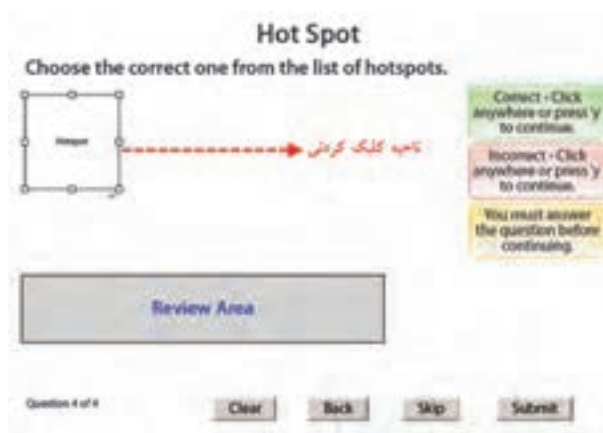 Hot Spot
Choose the correct one from the list of hotspots.
Hotspot
ناحیه کلیک کردنی
Correct - Click
anywhere or press 'y'
to continue.
Incorrect - Click
anywhere or press 'y'
to continue.
You must answer
the question before
continuing.
Review Area
Question 4 of 4
Clear
Back
Skip
Submit